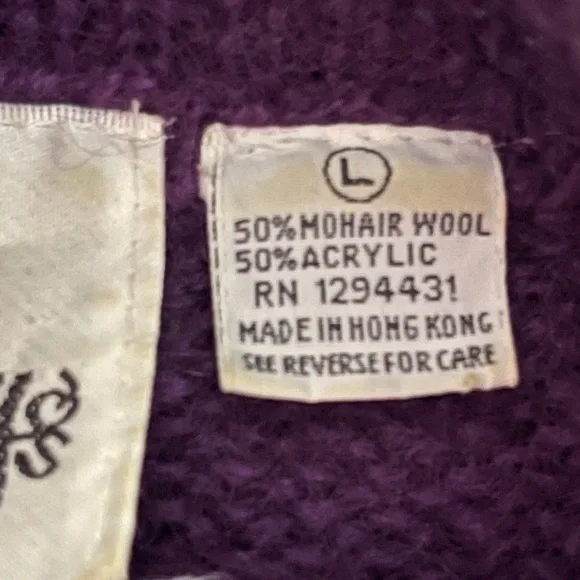 L
50% MOHAIR WOOL
50% ACRYLIC
RN 1294431
MADE IN HONG KONG
SEE REVERSE FOR CARE